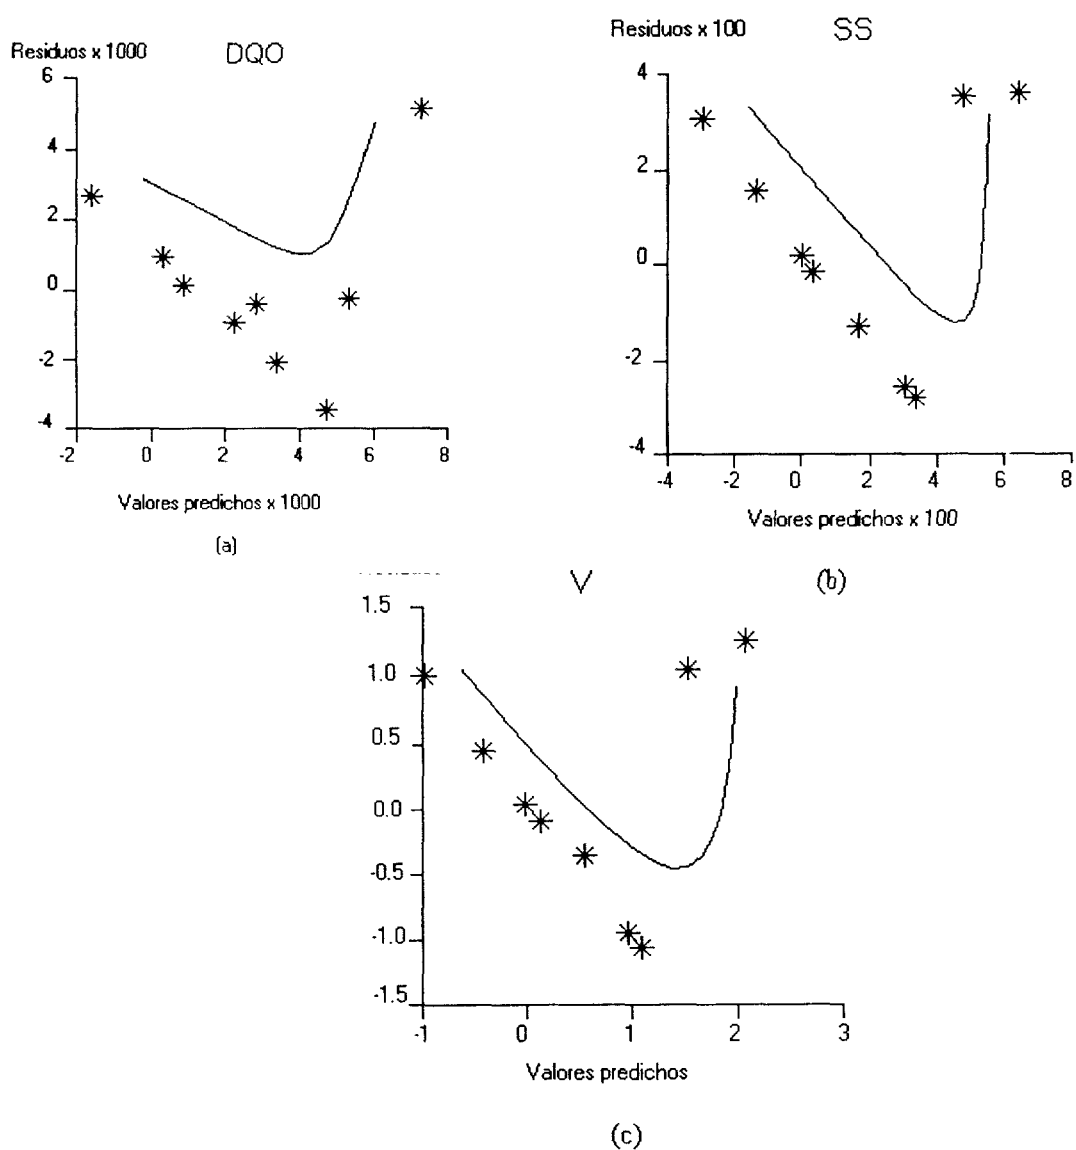 Residuos x 1000
DQO
6
4
2
0
-2
-4
-2 0 2 4 6 8
Valores predichos x 1000
(a)
Residuos x 100
SS
4
2
0
-2
-4
-4 -2 0 2 4 6 8
Valores predichos x 100
(b)
V
1.5
1.0
0.5
0.0
-0.5
-1.0
-1.5
-1 0 1 2 3
Valores predichos
(c)